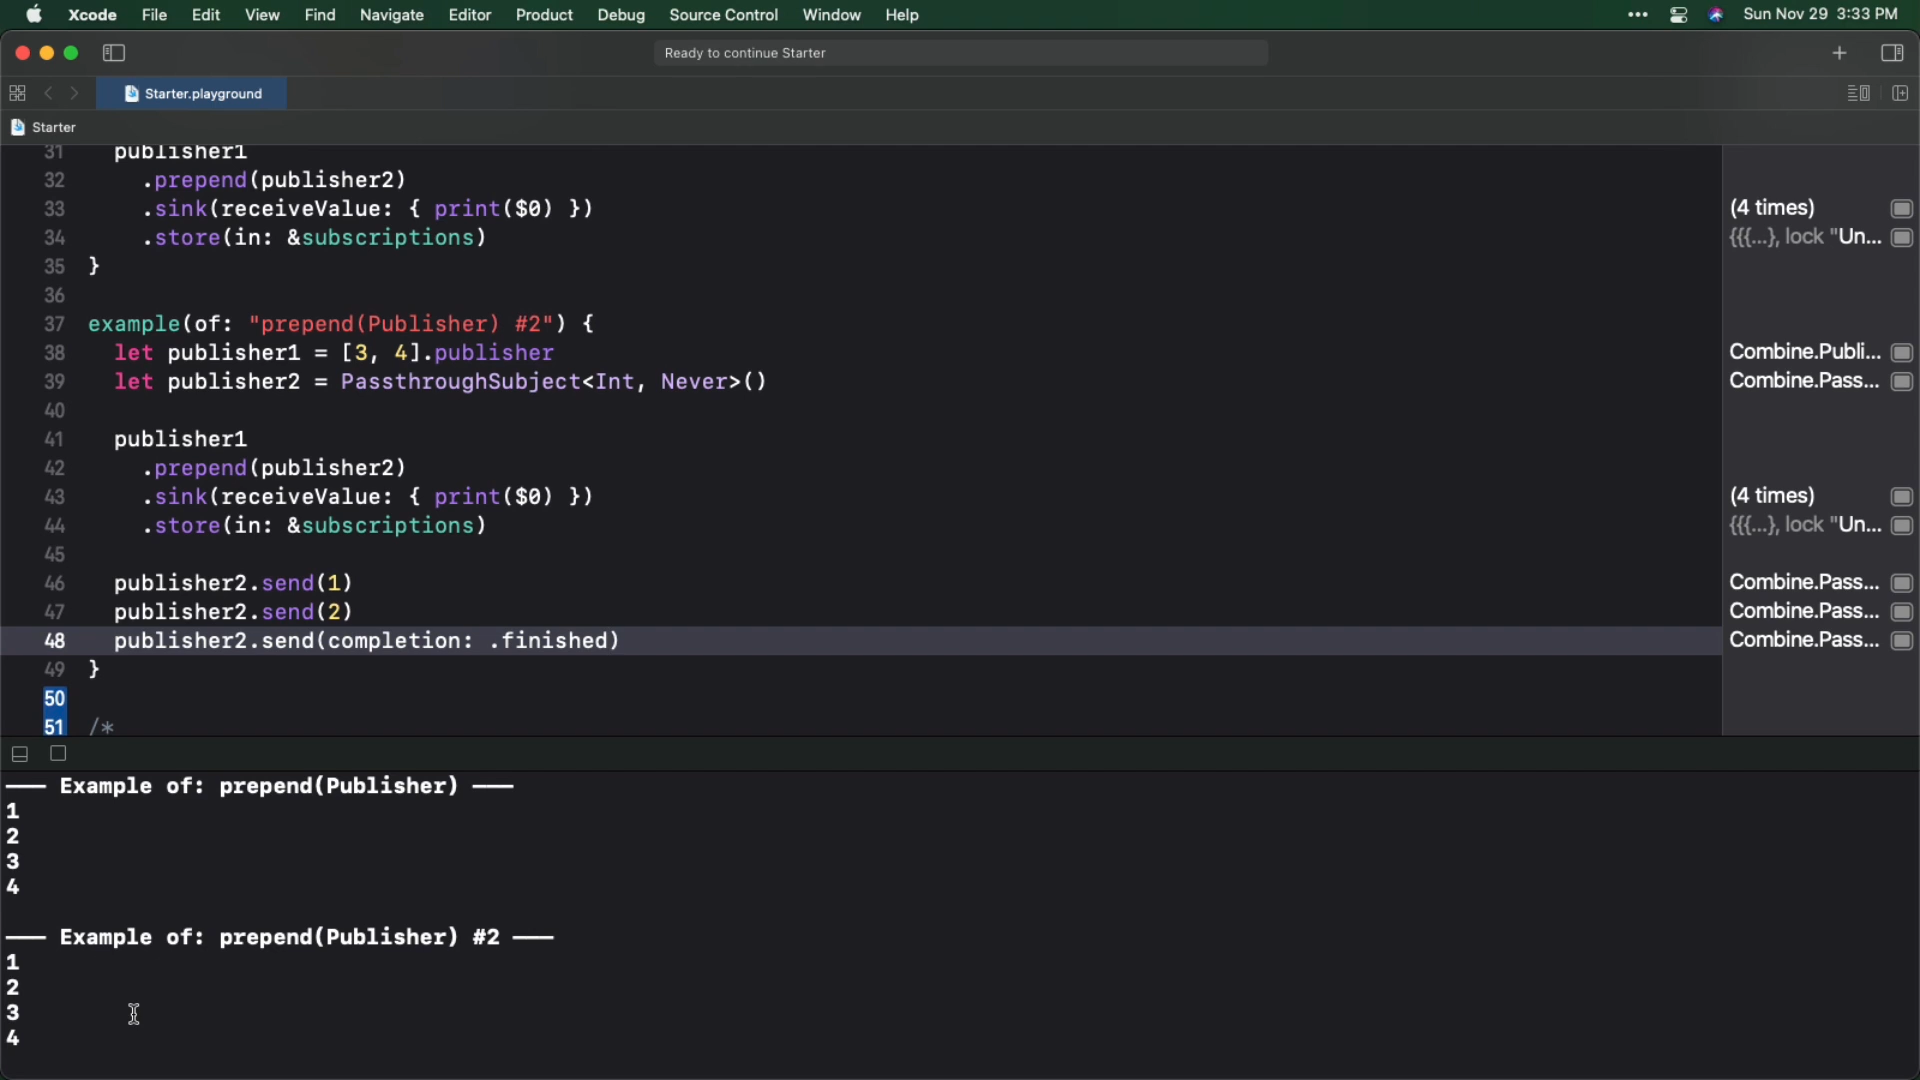 Xcode File Edit View Find Navigate Editor Product Debug Source Control Window Help Sun Nov 29 3:33 PM
Ready to continue Starter
Starter.playground
Starter
31 publisher1
32 .prepend(publisher2)
33 .sink(receiveValue: { print($0) }) (4 times)
34 .store(in: &subscriptions) {{{...}, lock "Un...
35 }
36
37 example(of: "prepend(Publisher) #2") {
38 let publisher1 = [3, 4].publisher Combine.Publi...
39 let publisher2 = PassthroughSubject<Int, Never>() Combine.Pass...
40
41 publisher1
42 .prepend(publisher2)
43 .sink(receiveValue: { print($0) }) (4 times)
44 .store(in: &subscriptions) {{{...}, lock "Un...
45
46 publisher2.send(1) Combine.Pass...
47 publisher2.send(2) Combine.Pass...
48 publisher2.send(completion: .finished) Combine.Pass...
49 }
50
51 /*
—— Example of: prepend(Publisher) ——
1
2
3
4
—— Example of: prepend(Publisher) #2 ——
1
2
3
4